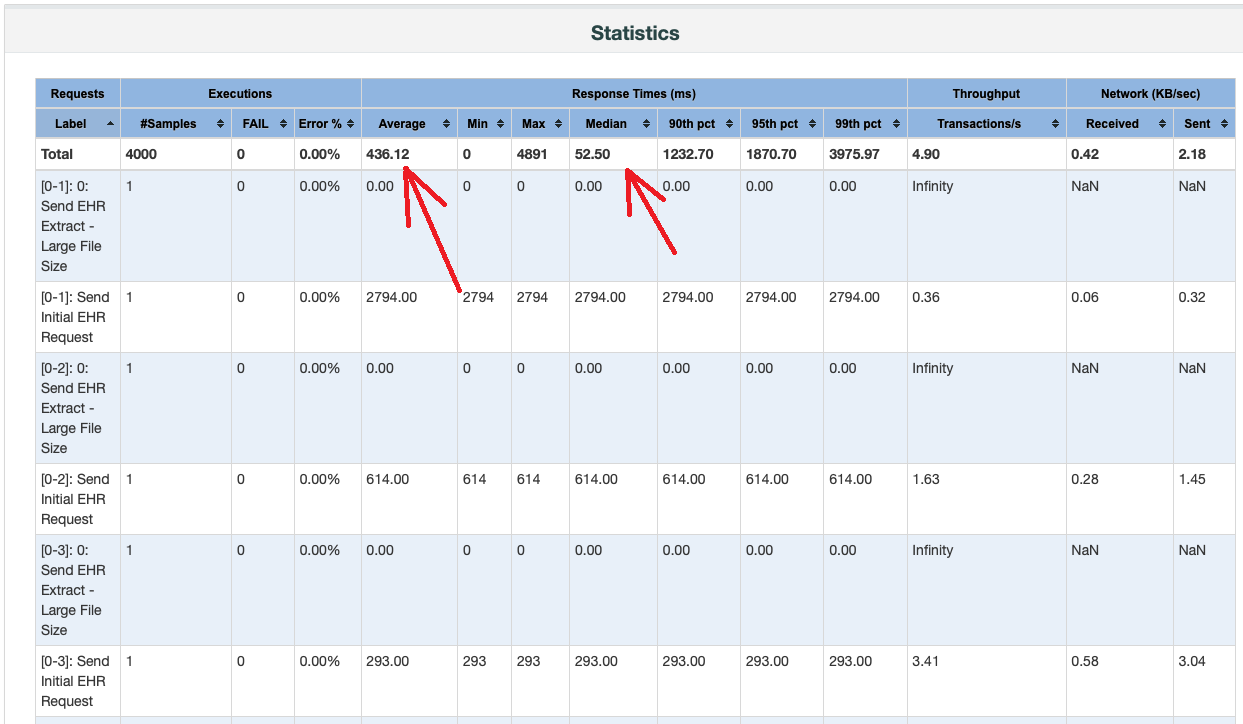 Statistics
Requests Executions Response Times (ms) Throughput Network (KB/sec)
Label #Samples FAIL Error % Average Min Max Median 90th pct 95th pct 99th pct Transactions/s Received Sent
Total 4000 0 0.00% 436.12 0 4891 52.50 1232.70 1870.70 3975.97 4.90 0.42 2.18
[0-1]: 0: 1 0 0.00% 0.00 0 0 0.00 0.00 0.00 0.00 Infinity NaN NaN
Send EHR
Extract -
Large File
Size
[0-1]: Send 1 0 0.00% 2794.00 2794 2794 2794.00 2794.00 2794.00 2794.00 0.36 0.06 0.32
Initial EHR
Request
[0-2]: 0: 1 0 0.00% 0.00 0 0 0.00 0.00 0.00 0.00 Infinity NaN NaN
Send EHR
Extract -
Large File
Size
[0-2]: Send 1 0 0.00% 614.00 614 614 614.00 614.00 614.00 614.00 1.63 0.28 1.45
Initial EHR
Request
[0-3]: 0: 1 0 0.00% 0.00 0 0 0.00 0.00 0.00 0.00 Infinity NaN NaN
Send EHR
Extract -
Large File
Size
[0-3]: Send 1 0 0.00% 293.00 293 293 293.00 293.00 293.00 293.00 3.41 0.58 3.04
Initial EHR
Request